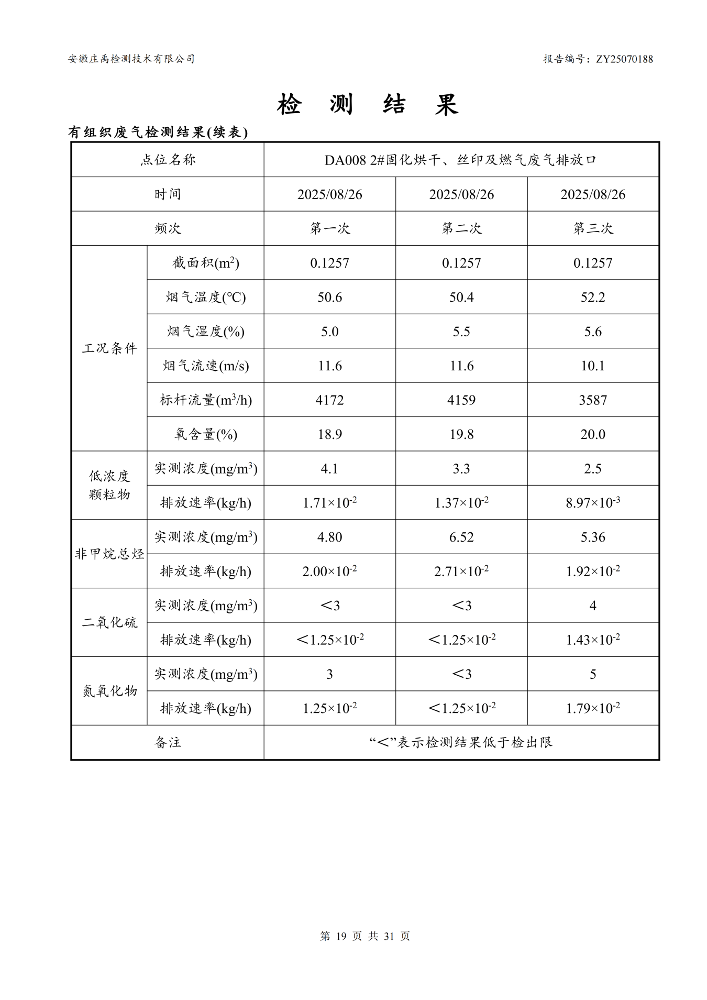 安徽庄禹检测技术有限公司 报告编号：ZY25070188
检 测 结 果
有组织废气检测结果(续表)
点位名称 DA008 2#固化烘干、丝印及燃气废气排放口
时间 2025/08/26 2025/08/26 2025/08/26
频次 第一次 第二次 第三次
工况条件
截面积(m²) 0.1257 0.1257 0.1257
烟气温度(℃) 50.6 50.4 52.2
烟气湿度(%) 5.0 5.5 5.6
烟气流速(m/s) 11.6 11.6 10.1
标杆流量(m³/h) 4172 4159 3587
氧含量(%) 18.9 19.8 20.0
低浓度
颗粒物
实测浓度(mg/m³) 4.1 3.3 2.5
排放速率(kg/h) 1.71×10⁻² 1.37×10⁻² 8.97×10⁻³
非甲烷总烃
实测浓度(mg/m³) 4.80 6.52 5.36
排放速率(kg/h) 2.00×10⁻² 2.71×10⁻² 1.92×10⁻²
二氧化硫
实测浓度(mg/m³) ＜3 ＜3 4
排放速率(kg/h) ＜1.25×10⁻² ＜1.25×10⁻² 1.43×10⁻²
氮氧化物
实测浓度(mg/m³) 3 ＜3 5
排放速率(kg/h) 1.25×10⁻² ＜1.25×10⁻² 1.79×10⁻²
备注 “＜”表示检测结果低于检出限
第 19 页 共 31 页